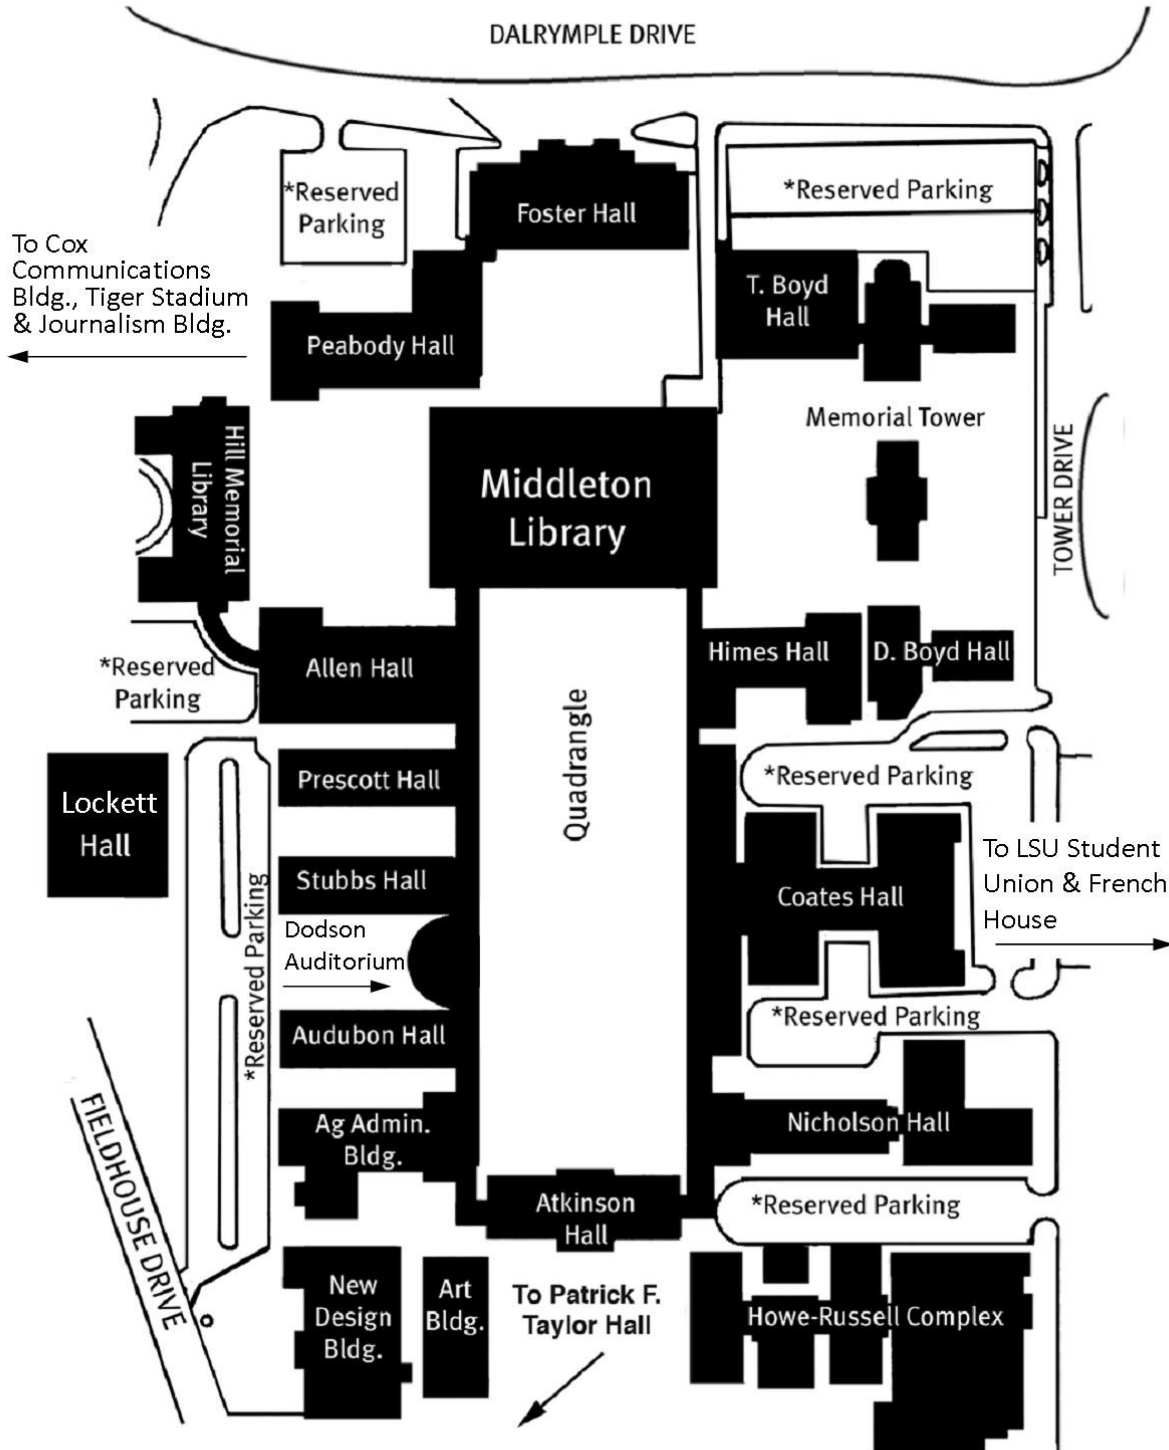 DALRYMPLE DRIVE
*Reserved
Parking
Foster Hall
*Reserved Parking
To Cox
Communications
Bldg., Tiger Stadium
& Journalism Bldg.
T. Boyd
Hall
Peabody Hall
Memorial Tower
Hill Memorial
Library
Middleton
Library
TOWER DRIVE
*Reserved
Parking
Allen Hall
Himes Hall
D. Boyd Hall
Quadrangle
Prescott Hall
*Reserved Parking
Lockett
Hall
Stubbs Hall
Coates Hall
To LSU Student
Union & French
House
*Reserved Parking
Dodson
Auditorium
Audubon Hall
*Reserved Parking
FIELDHOUSE DRIVE
Ag Admin.
Bldg.
Nicholson Hall
Atkinson
Hall
*Reserved Parking
New
Design
Bldg.
Art
Bldg.
To Patrick F.
Taylor Hall
Howe-Russell Complex